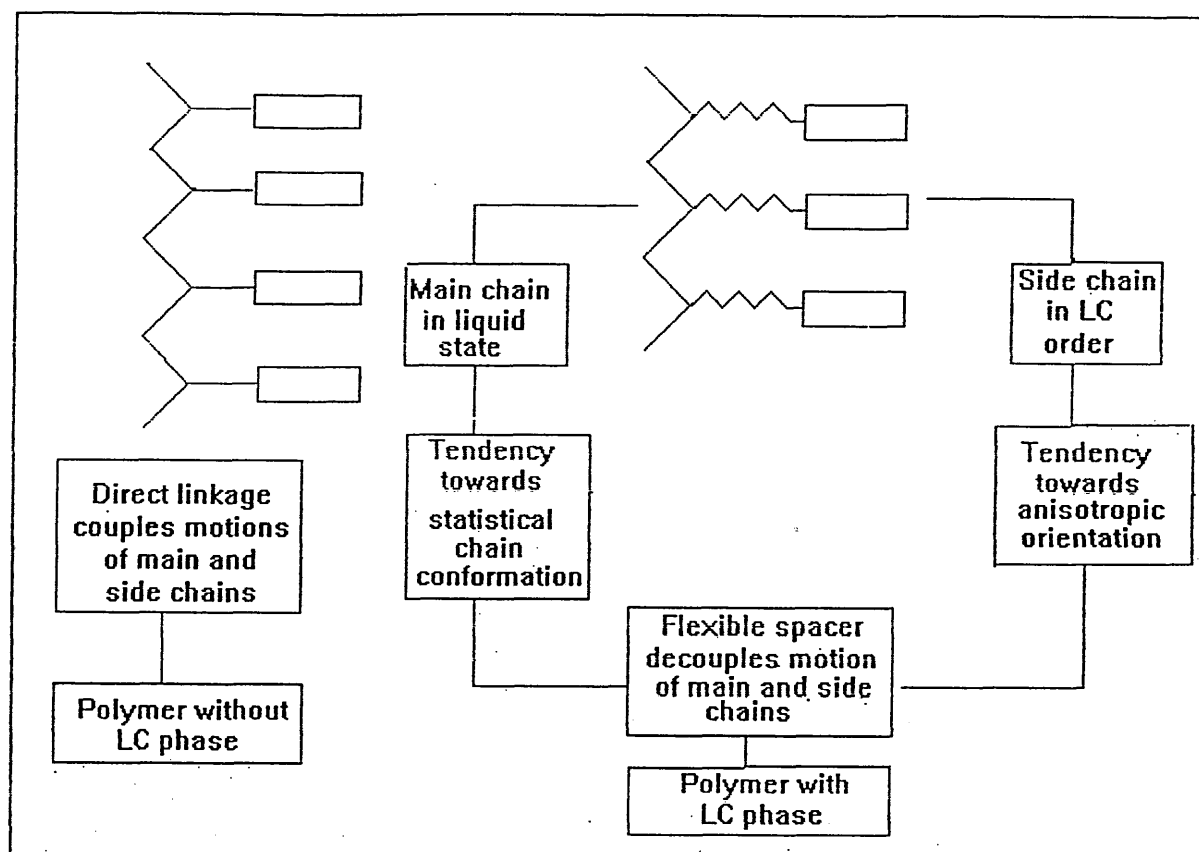 Main chain
in liquid
state
Side chain
in LC
order
Direct linkage
couples motions
of main and
side chains
Tendency
towards
statistical
chain
conformation
Tendency
towards
anisotropic
orientation
Flexible spacer
decouples motion
of main and side
chains
Polymer without
LC phase
Polymer with
LC phase